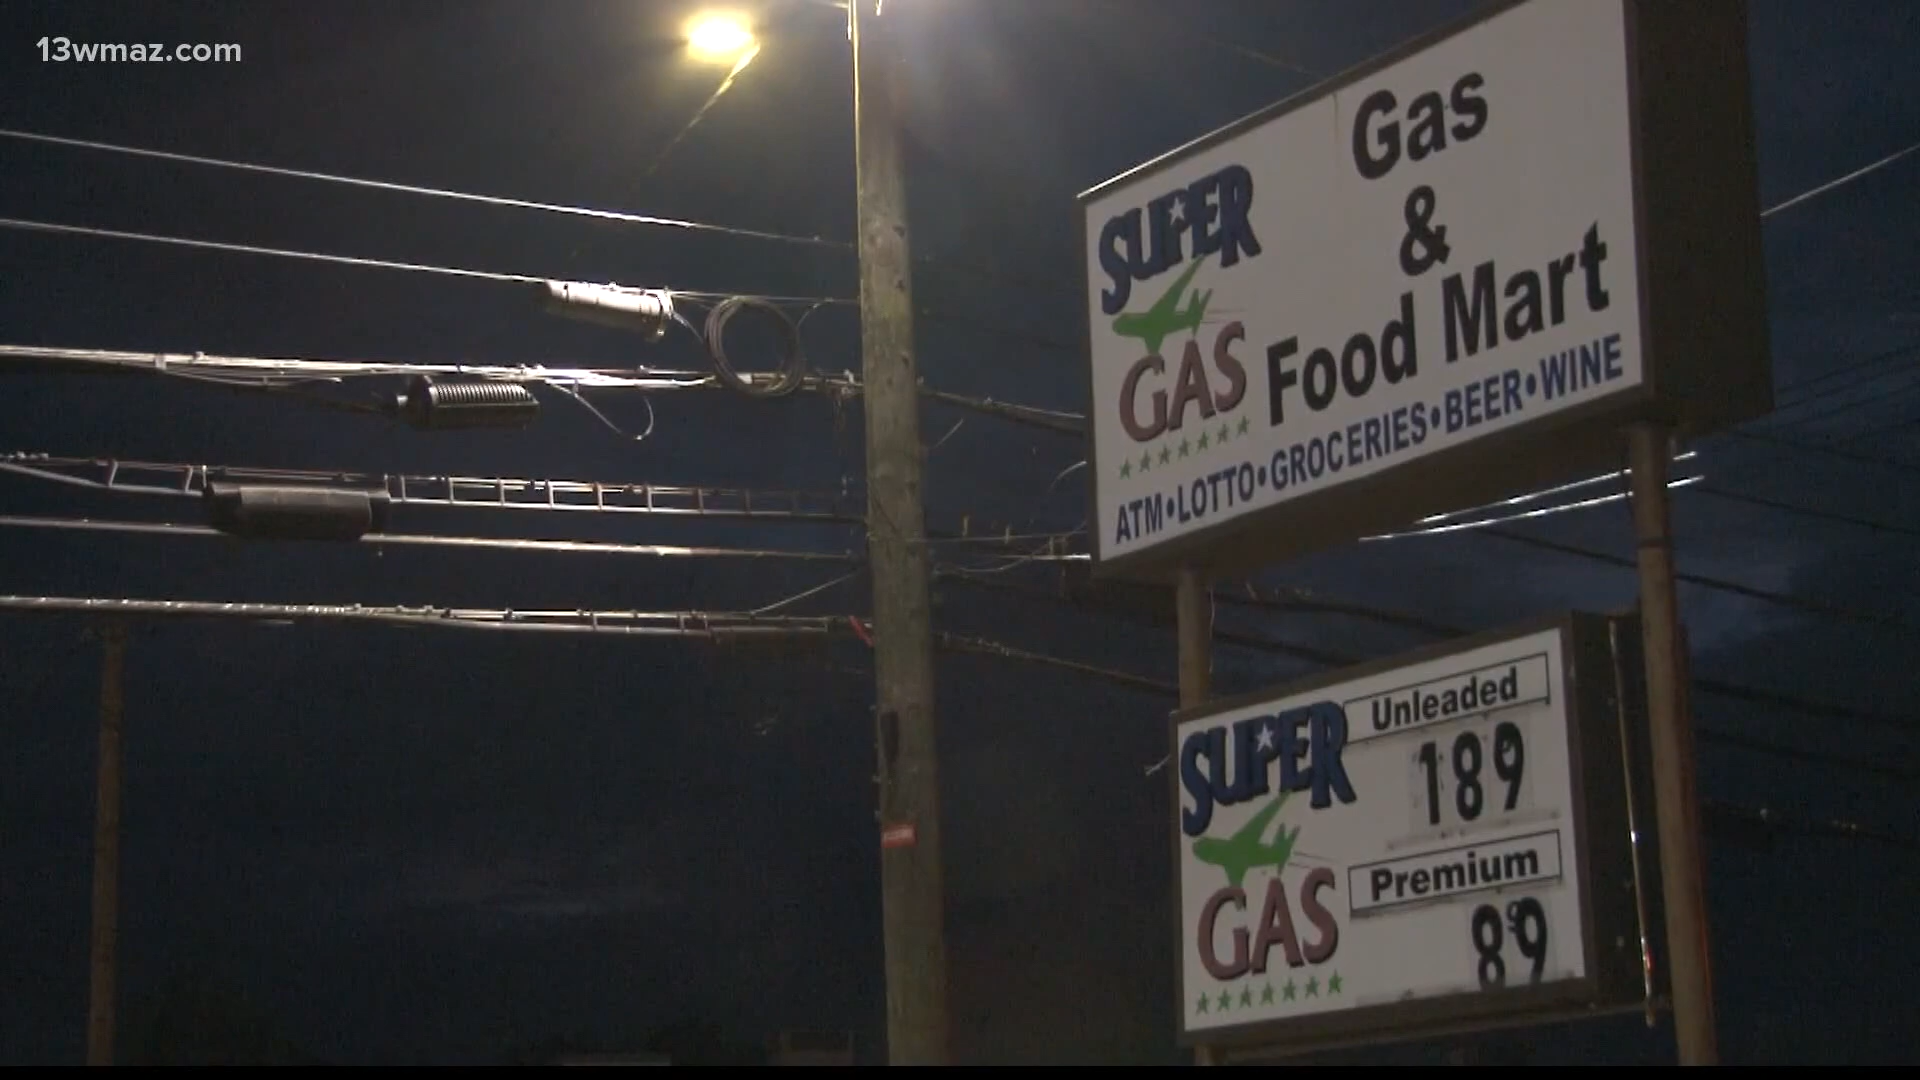 13wmaz.com
SUPER
GAS
Gas
&
Food Mart
ATM•LOTTO•GROCERIES•BEER•WINE
SUPER
GAS
Unleaded
189
Premium
89